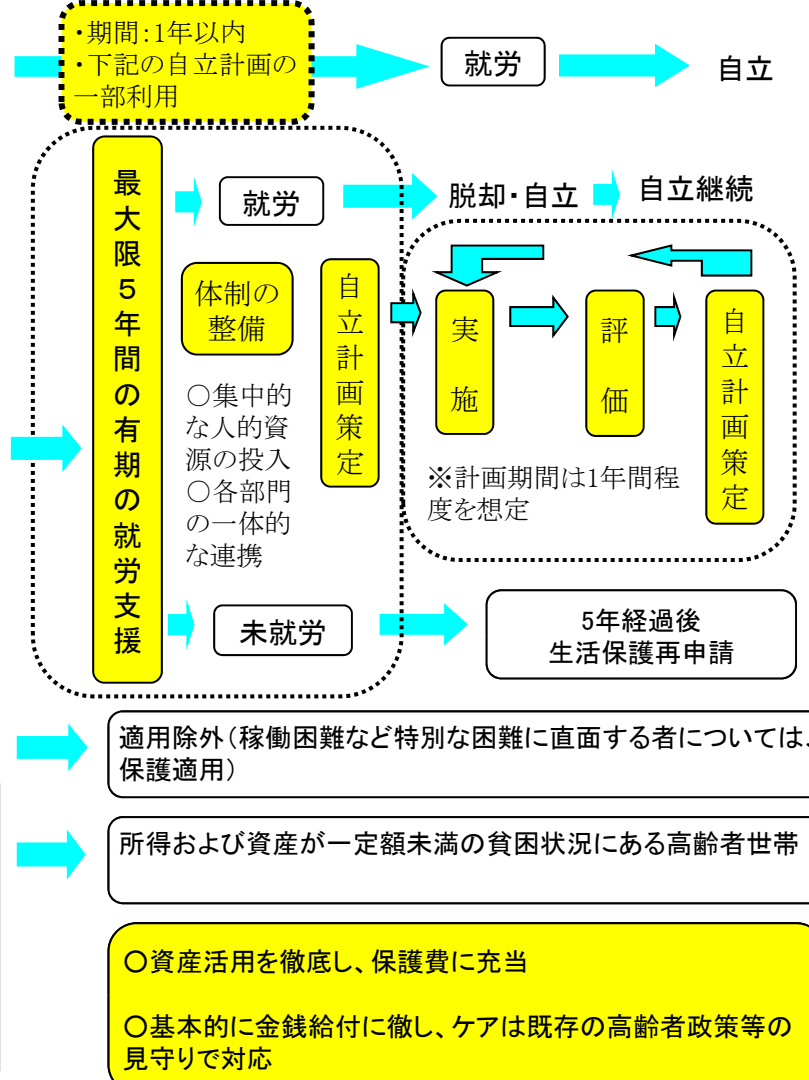 ・期間:1年以内
・下記の自立計画の
一部利用
就労
自立
最大限5年間の有期の就労支援
就労
脱却・自立
自立継続
体制の
整備
○集中的
な人的資
源の投入
○各部門
の一体的
な連携
自立計画策定
実施
評価
自立計画策定
※計画期間は1年間程
度を想定
未就労
5年経過後
生活保護再申請
適用除外(稼働困難など特別な困難に直面する者については、
保護適用)
所得および資産が一定額未満の貧困状況にある高齢者世帯
○資産活用を徹底し、保護費に充当
○基本的に金銭給付に徹し、ケアは既存の高齢者政策等の
見守りで対応